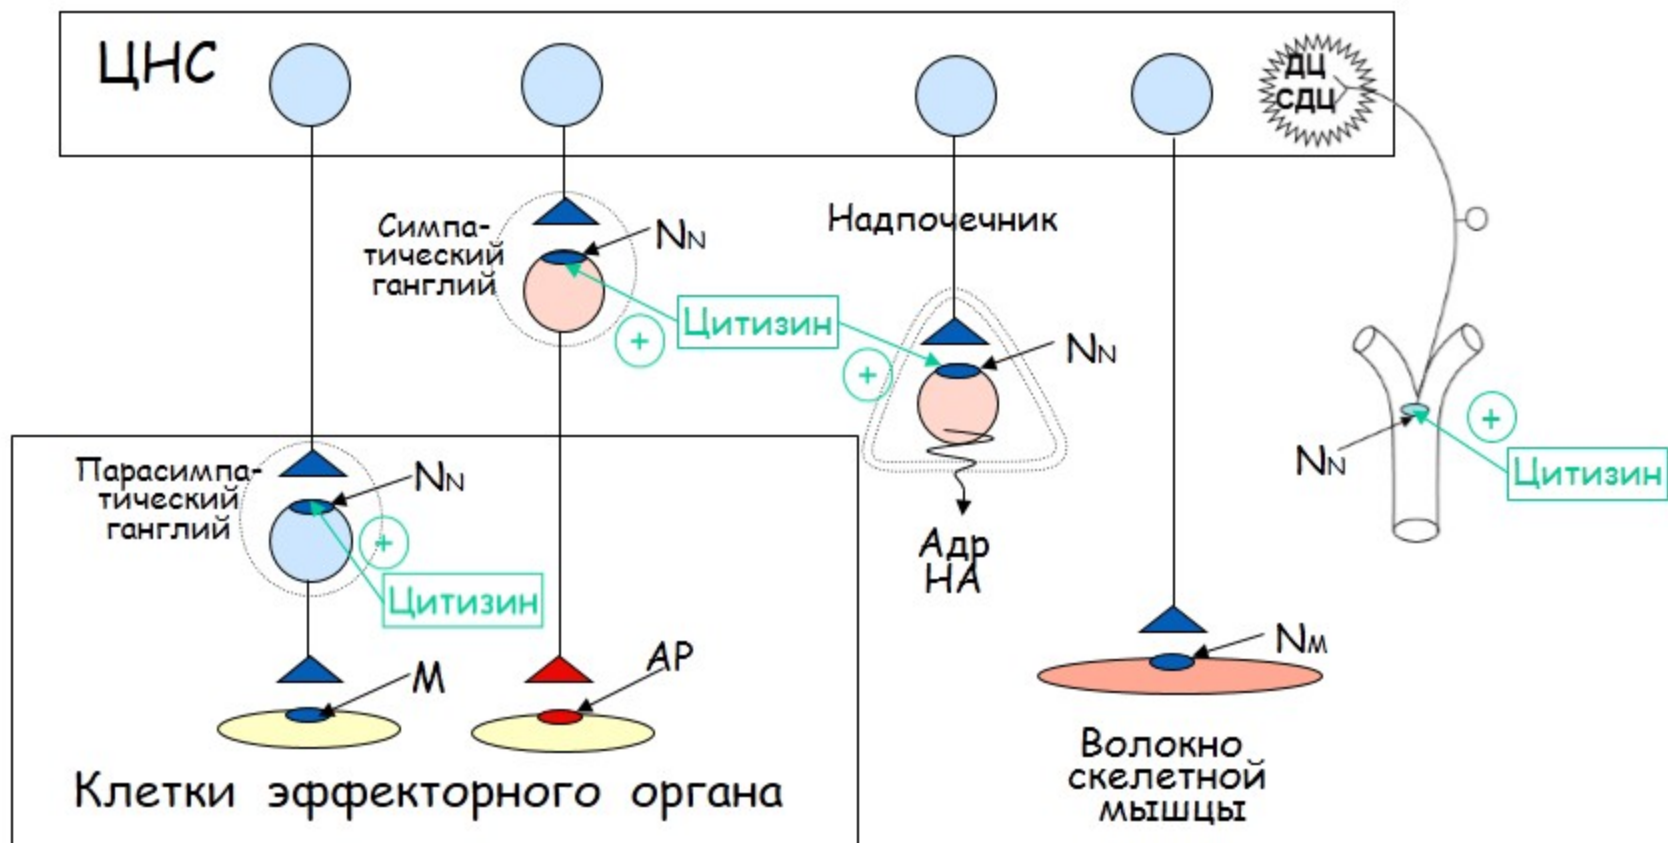 ЦНС
ДЦ
СДЦ
Симпа-
тический
ганглий
NN
Надпочечник
Цитизин
+
+
NN
Парасимпа-
тический
ганглий
NN
+
Цитизин
Адр
НА
NN
+
Цитизин
М
АР
NМ
Клетки эффекторного органа
Волокно
скелетной
мышцы